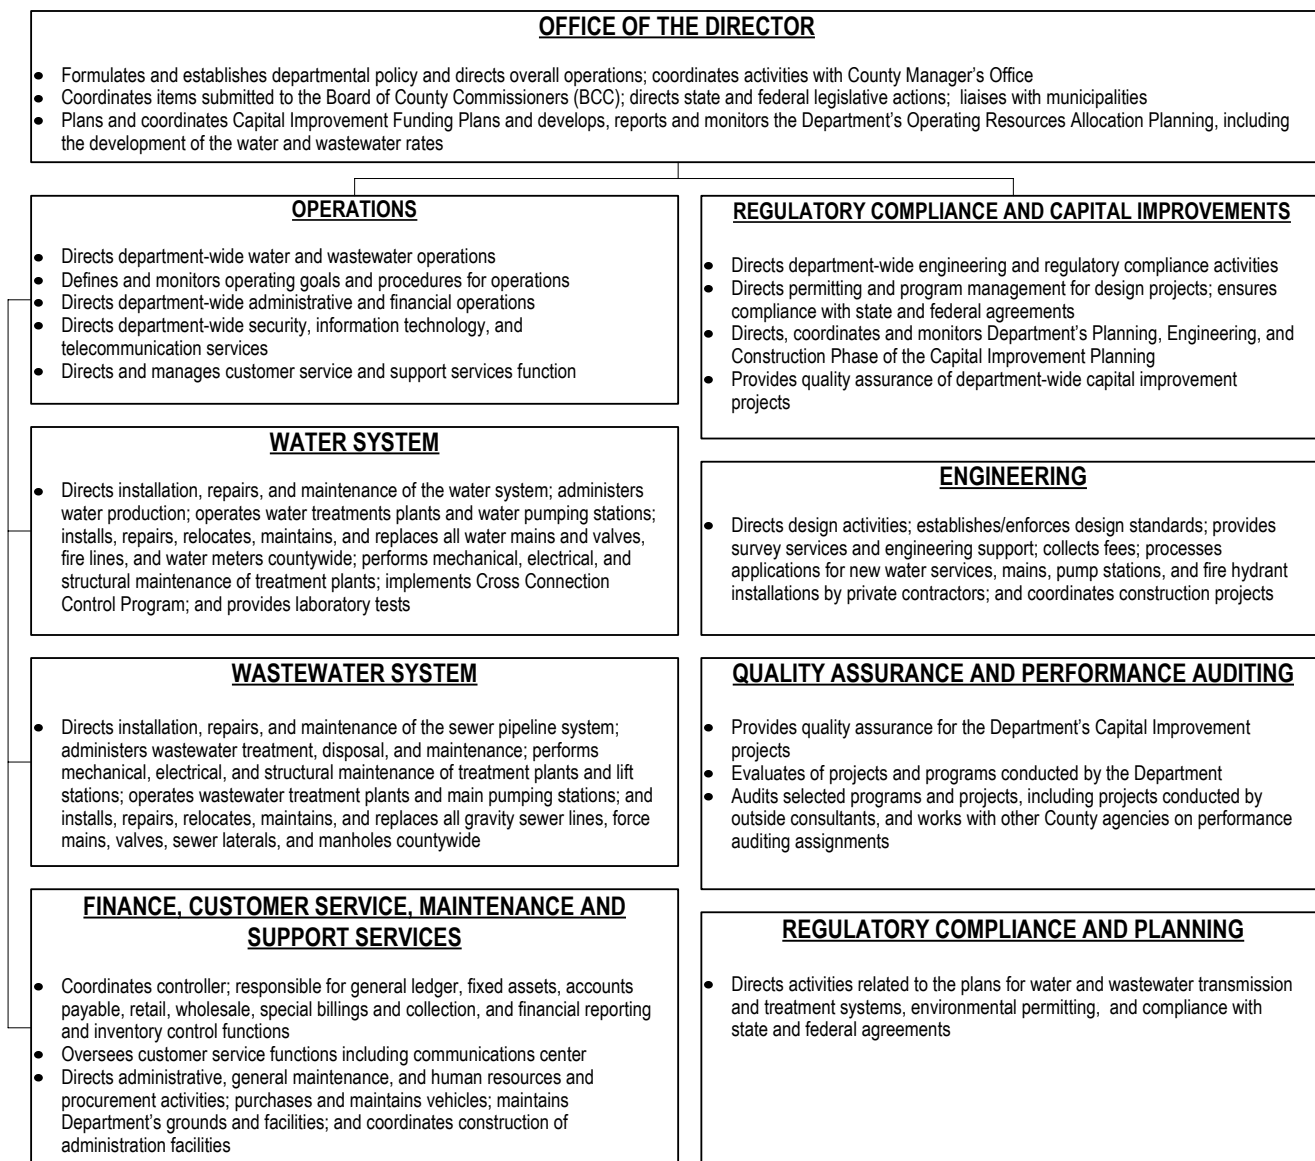 OFFICE OF THE DIRECTOR
• Formulates and establishes departmental policy and directs overall operations; coordinates activities with County Manager's Office
• Coordinates items submitted to the Board of County Commissioners (BCC); directs state and federal legislative actions; liaises with municipalities
• Plans and coordinates Capital Improvement Funding Plans and develops, reports and monitors the Department's Operating Resources Allocation Planning, including
the development of the water and wastewater rates
OPERATIONS
• Directs department-wide water and wastewater operations
• Defines and monitors operating goals and procedures for operations
• Directs department-wide administrative and financial operations
• Directs department-wide security, information technology, and
telecommunication services
• Directs and manages customer service and support services function
WATER SYSTEM
• Directs installation, repairs, and maintenance of the water system; administers
water production; operates water treatments plants and water pumping stations;
installs, repairs, relocates, maintains, and replaces all water mains and valves,
fire lines, and water meters countywide; performs mechanical, electrical, and
structural maintenance of treatment plants; implements Cross Connection
Control Program; and provides laboratory tests
WASTEWATER SYSTEM
• Directs installation, repairs, and maintenance of the sewer pipeline system;
administers wastewater treatment, disposal, and maintenance; performs
mechanical, electrical, and structural maintenance of treatment plants and lift
stations; operates wastewater treatment plants and main pumping stations; and
installs, repairs, relocates, maintains, and replaces all gravity sewer lines, force
mains, valves, sewer laterals, and manholes countywide
FINANCE, CUSTOMER SERVICE, MAINTENANCE AND
SUPPORT SERVICES
• Coordinates controller; responsible for general ledger, fixed assets, accounts
payable, retail, wholesale, special billings and collection, and financial reporting
and inventory control functions
• Oversees customer service functions including communications center
• Directs administrative, general maintenance, and human resources and
procurement activities; purchases and maintains vehicles; maintains
Department's grounds and facilities; and coordinates construction of
administration facilities
REGULATORY COMPLIANCE AND CAPITAL IMPROVEMENTS
• Directs department-wide engineering and regulatory compliance activities
• Directs permitting and program management for design projects; ensures
compliance with state and federal agreements
• Directs, coordinates and monitors Department's Planning, Engineering, and
Construction Phase of the Capital Improvement Planning
• Provides quality assurance of department-wide capital improvement
projects
ENGINEERING
• Directs design activities; establishes/enforces design standards; provides
survey services and engineering support; collects fees; processes
applications for new water services, mains, pump stations, and fire hydrant
installations by private contractors; and coordinates construction projects
QUALITY ASSURANCE AND PERFORMANCE AUDITING
• Provides quality assurance for the Department's Capital Improvement
projects
• Evaluates of projects and programs conducted by the Department
• Audits selected programs and projects, including projects conducted by
outside consultants, and works with other County agencies on performance
auditing assignments
REGULATORY COMPLIANCE AND PLANNING
• Directs activities related to the plans for water and wastewater transmission
and treatment systems, environmental permitting, and compliance with
state and federal agreements